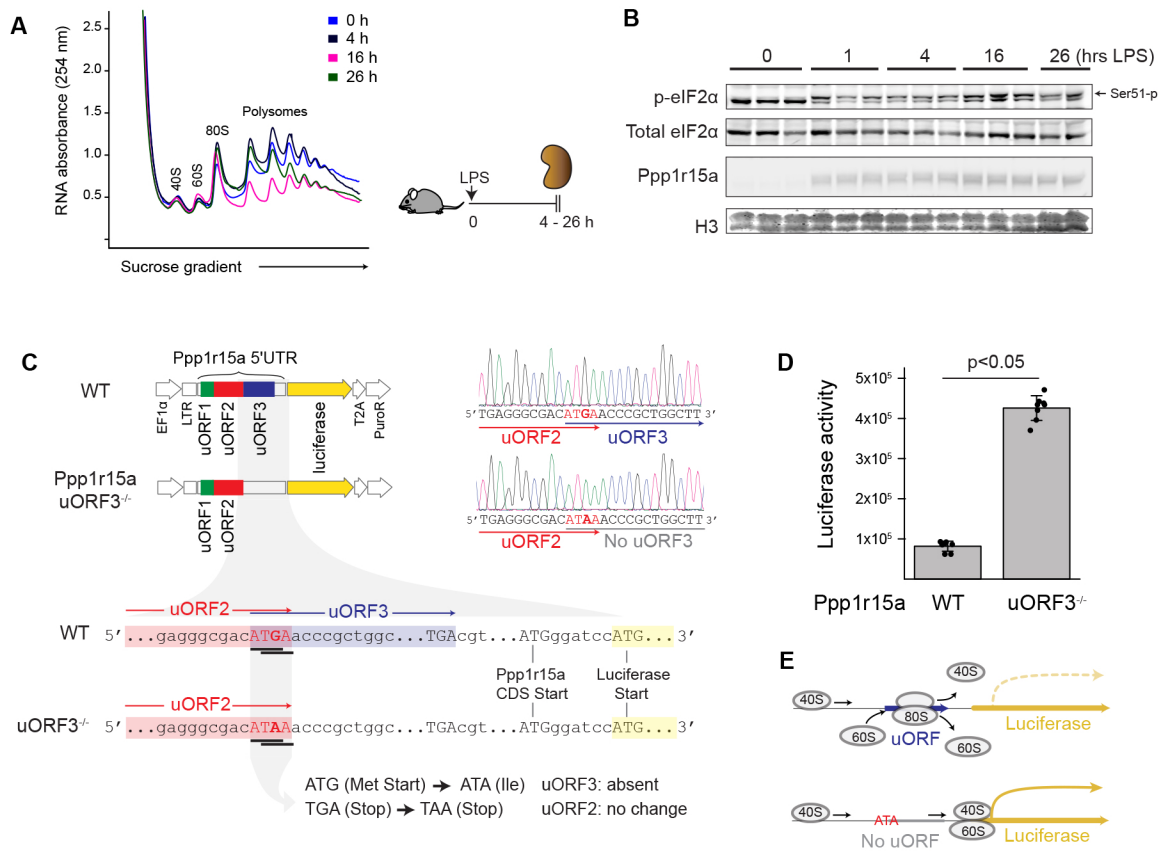 A
RNA absorbance (254 nm)
2.5
2.0
1.5
1.0
0.5
40S
60S
80S
Polysomes
0 h
4 h
16 h
26 h
Sucrose gradient
LPS
0
4 - 26 h
B
0 1 4 16 26 (hrs LPS)
p-eIF2α
Ser51-p
Total eIF2α
Ppp1r15a
H3
C
Ppp1r15a 5'UTR
WT
EF1α
LTR
uORF1
uORF2
uORF3
luciferase
T2A
PuroR
Ppp1r15a
uORF3-/-
uORF1
uORF2
5' TGAGGGCGACATGAACCCGCTGGCTT 3'
uORF2 uORF3
5' TGAGGGCGACATAAACCCGCTGGCTT 3'
uORF2 No uORF3
uORF2 uORF3
WT 5' ...gagggcgacATGAacccgctggc...TGAcgt...ATGggatccATG... 3'
Ppp1r15a
CDS Start
Luciferase
Start
uORF2
uORF3-/- 5' ...gagggcgacATAAacccgctggc...TGAcgt...ATGggatccATG... 3'
ATG (Met Start) → ATA (Ile) uORF3: absent
TGA (Stop) → TAA (Stop) uORF2: no change
D
p<0.05
Luciferase activity
5x10⁵
4x10⁵
3x10⁵
2x10⁵
1x10⁵
Ppp1r15a WT uORF3-/-
E
40S
40S
80S
60S
uORF
60S
Luciferase
40S
ATA
No uORF
40S
60S
Luciferase